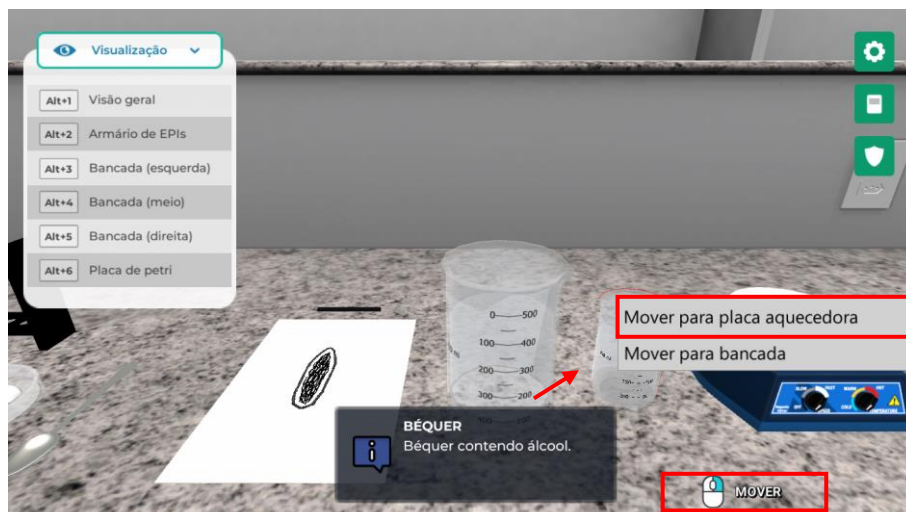 Visualização
Alt+1 Visão geral
Alt+2 Armário de EPIs
Alt+3 Bancada (esquerda)
Alt+4 Bancada (meio)
Alt+5 Bancada (direita)
Alt+6 Placa de petri
0 500
100 400
200 300
300 200
Mover para placa aquecedora
Mover para bancada
BÉQUER
Béquer contendo álcool.
MOVER